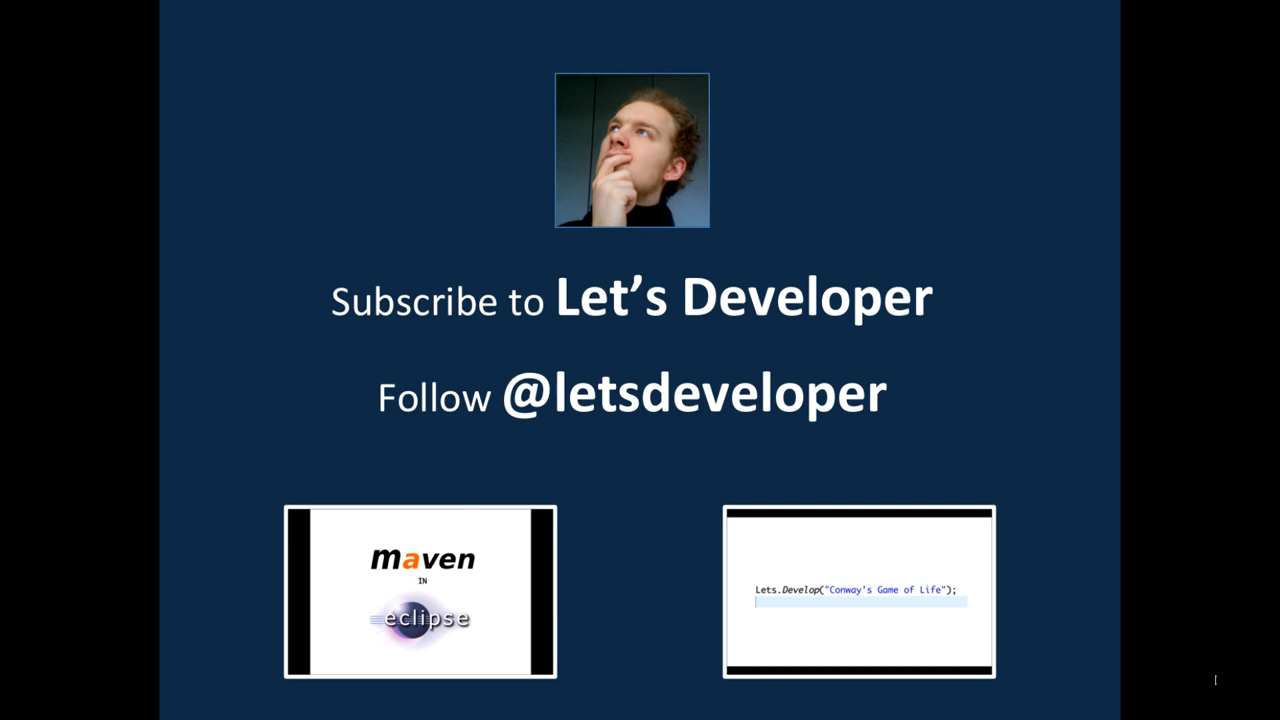 Subscribe to Let’s Developer
Follow @letsdeveloper
maven
IN
eclipse
Lets.Develop("Conway's Game of Life");